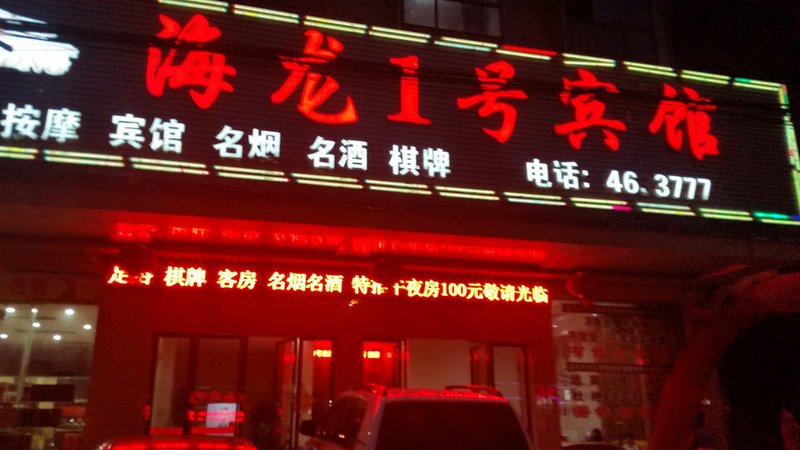 海龙1号宾馆
按摩 宾馆 名烟 名酒 棋牌 电话: 46.3777
棋牌 客房 名烟名酒 特 夜房100元敬请光临